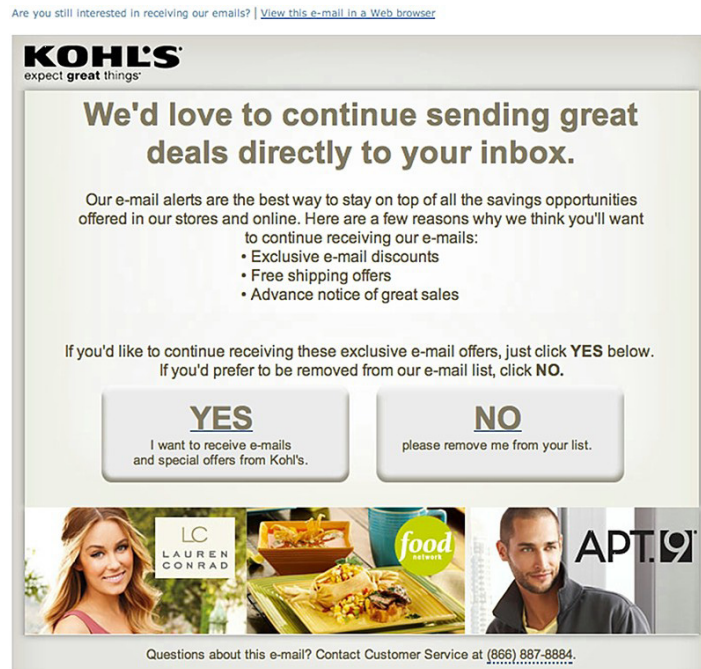 Are you still interested in receiving our emails? | View this e-mail in a Web browser
KOHL'S
expect great things
We'd love to continue sending great
deals directly to your inbox.
Our e-mail alerts are the best way to stay on top of all the savings opportunities
offered in our stores and online. Here are a few reasons why we think you'll want
to continue receiving our e-mails:
• Exclusive e-mail discounts
• Free shipping offers
• Advance notice of great sales
If you'd like to continue receiving these exclusive e-mail offers, just click YES below.
If you'd prefer to be removed from our e-mail list, click NO.
YES
I want to receive e-mails
and special offers from Kohl's.
NO
please remove me from your list.
LC
LAUREN
CONRAD
food
network
APT.9
Questions about this e-mail? Contact Customer Service at (866) 887-8884.